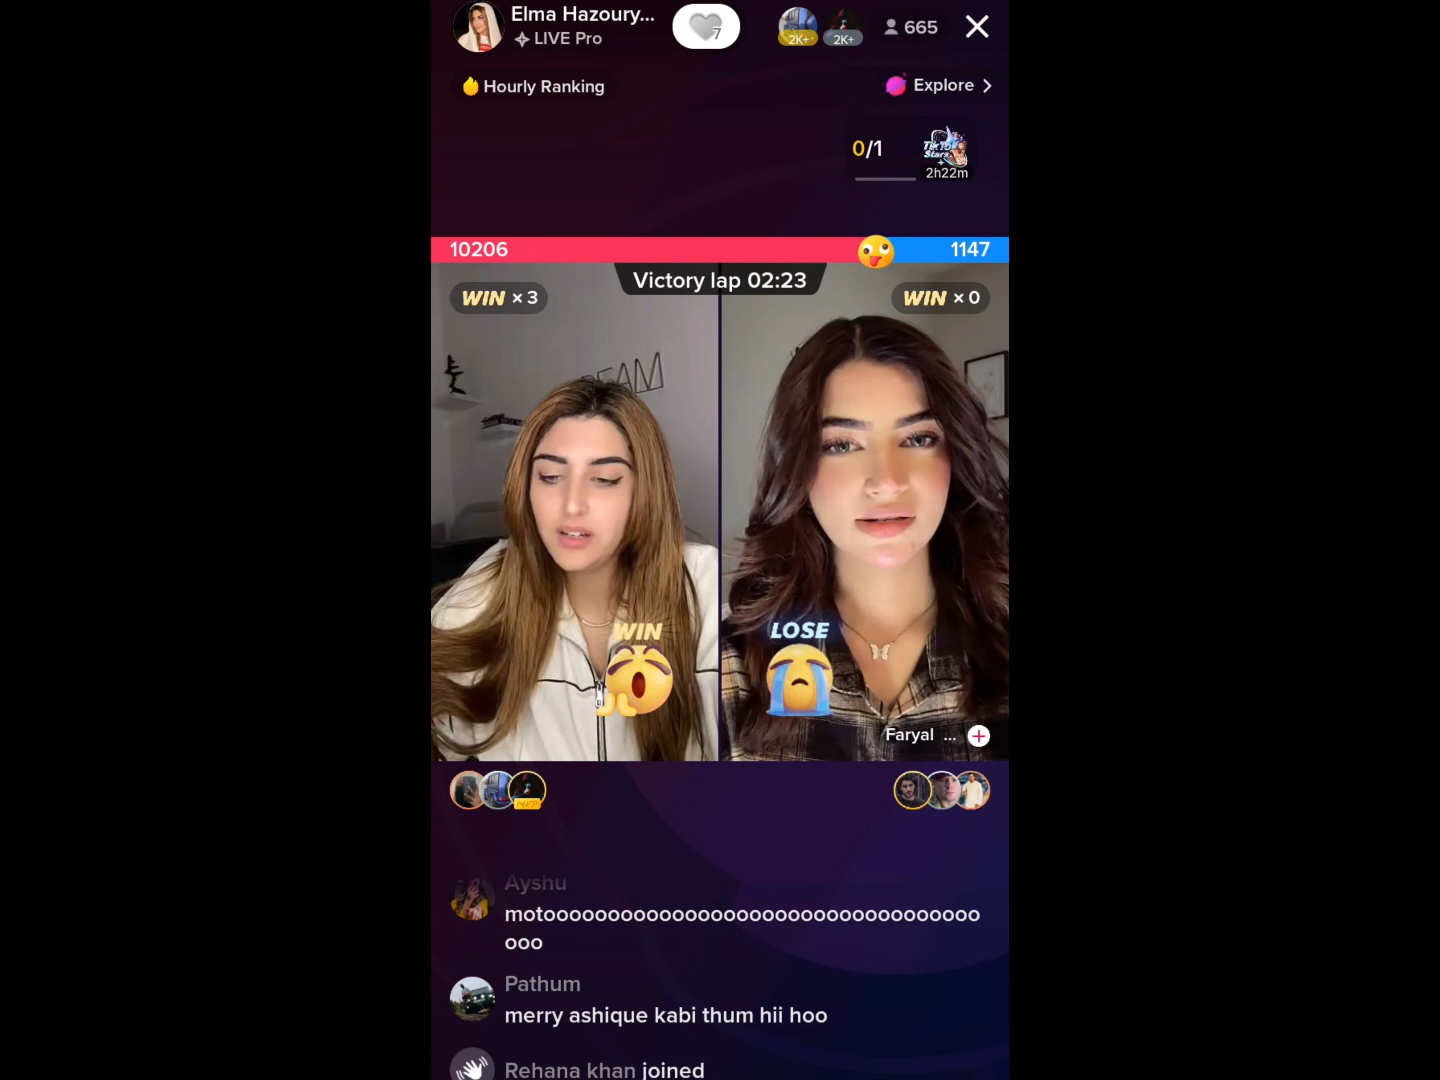 Elma Hazoury...
LIVE Pro
7
2K+
2K+
665
Hourly Ranking
Explore
0/1
TikTok
Stars
2h22m
10206
1147
Victory lap 02:23
WIN × 3
WIN × 0
WIN
LOSE
Faryal ...
Ayshu
motoooooooooooooooooooooooooooooooooo
ooo
Pathum
merry ashique kabi thum hii hoo
Rehana khan joined